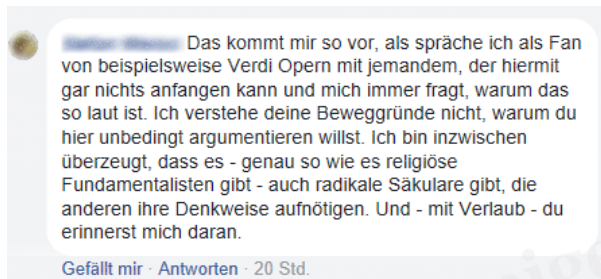 Das kommt mir so vor, als spräche ich als Fan
von beispielsweise Verdi Opern mit jemandem, der hiermit
gar nichts anfangen kann und mich immer fragt, warum das
so laut ist. Ich verstehe deine Beweggründe nicht, warum du
hier unbedingt argumentieren willst. Ich bin inzwischen
überzeugt, dass es - genau so wie es religiöse
Fundamentalisten gibt - auch radikale Säkulare gibt, die
anderen ihre Denkweise aufnötigen. Und - mit Verlaub - du
erinnerst mich daran.
Gefällt mir · Antworten · 20 Std.